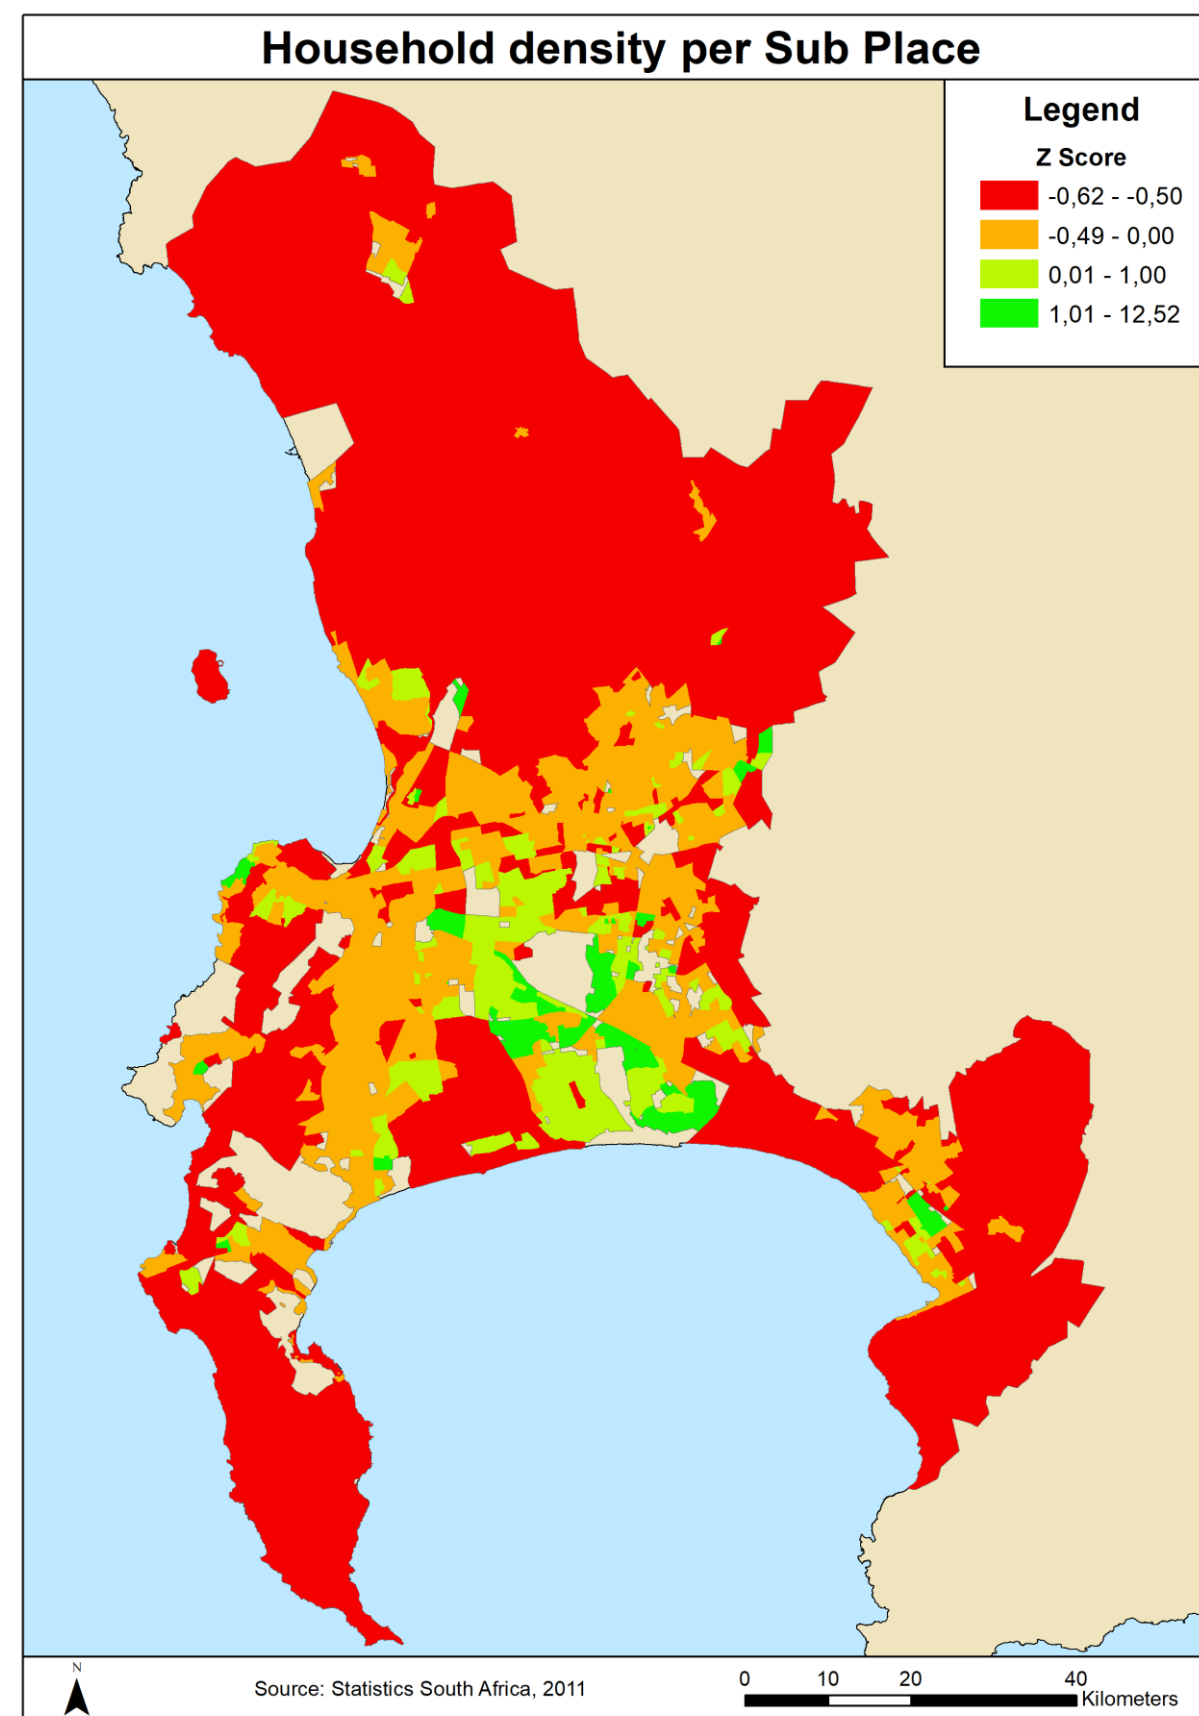 Household density per Sub Place
Legend
Z Score
-0,62 - -0,50
-0,49 - 0,00
0,01 - 1,00
1,01 - 12,52
N
Source: Statistics South Africa, 2011
0 10 20 40
Kilometers